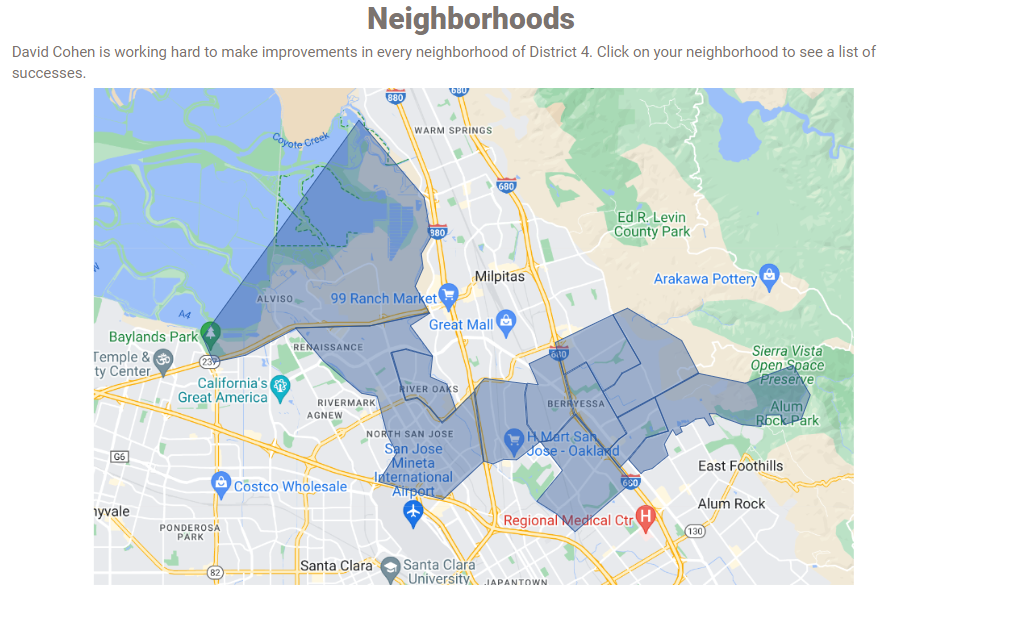 Neighborhoods
David Cohen is working hard to make improvements in every neighborhood of District 4. Click on your neighborhood to see a list of
successes.
880
680
WARM SPRINGS
Coyote Creek
680
Ed R. Levin
County Park
880
Milpitas
Arakawa Pottery
ALVISO
99 Ranch Market
A4
Great Mall
Baylands Park
RENAISSANCE
237
680
Temple &
ty Center
Sierra Vista
Open Space
Preserve
California's
Great America
RIVER OAKS
RIVERMARK
AGNEW
BERRYESSA
Alum
Rock Park
NORTH SAN JOSE
H Mart San
Jose - Oakland
San Jose
Mineta
International
Airport
G6
East Foothills
680
Costco Wholesale
Alum Rock
nyvale
Regional Medical Ctr
H
PONDEROSA
PARK
130
Santa Clara
Santa Clara
University
82
JAPANTOWN